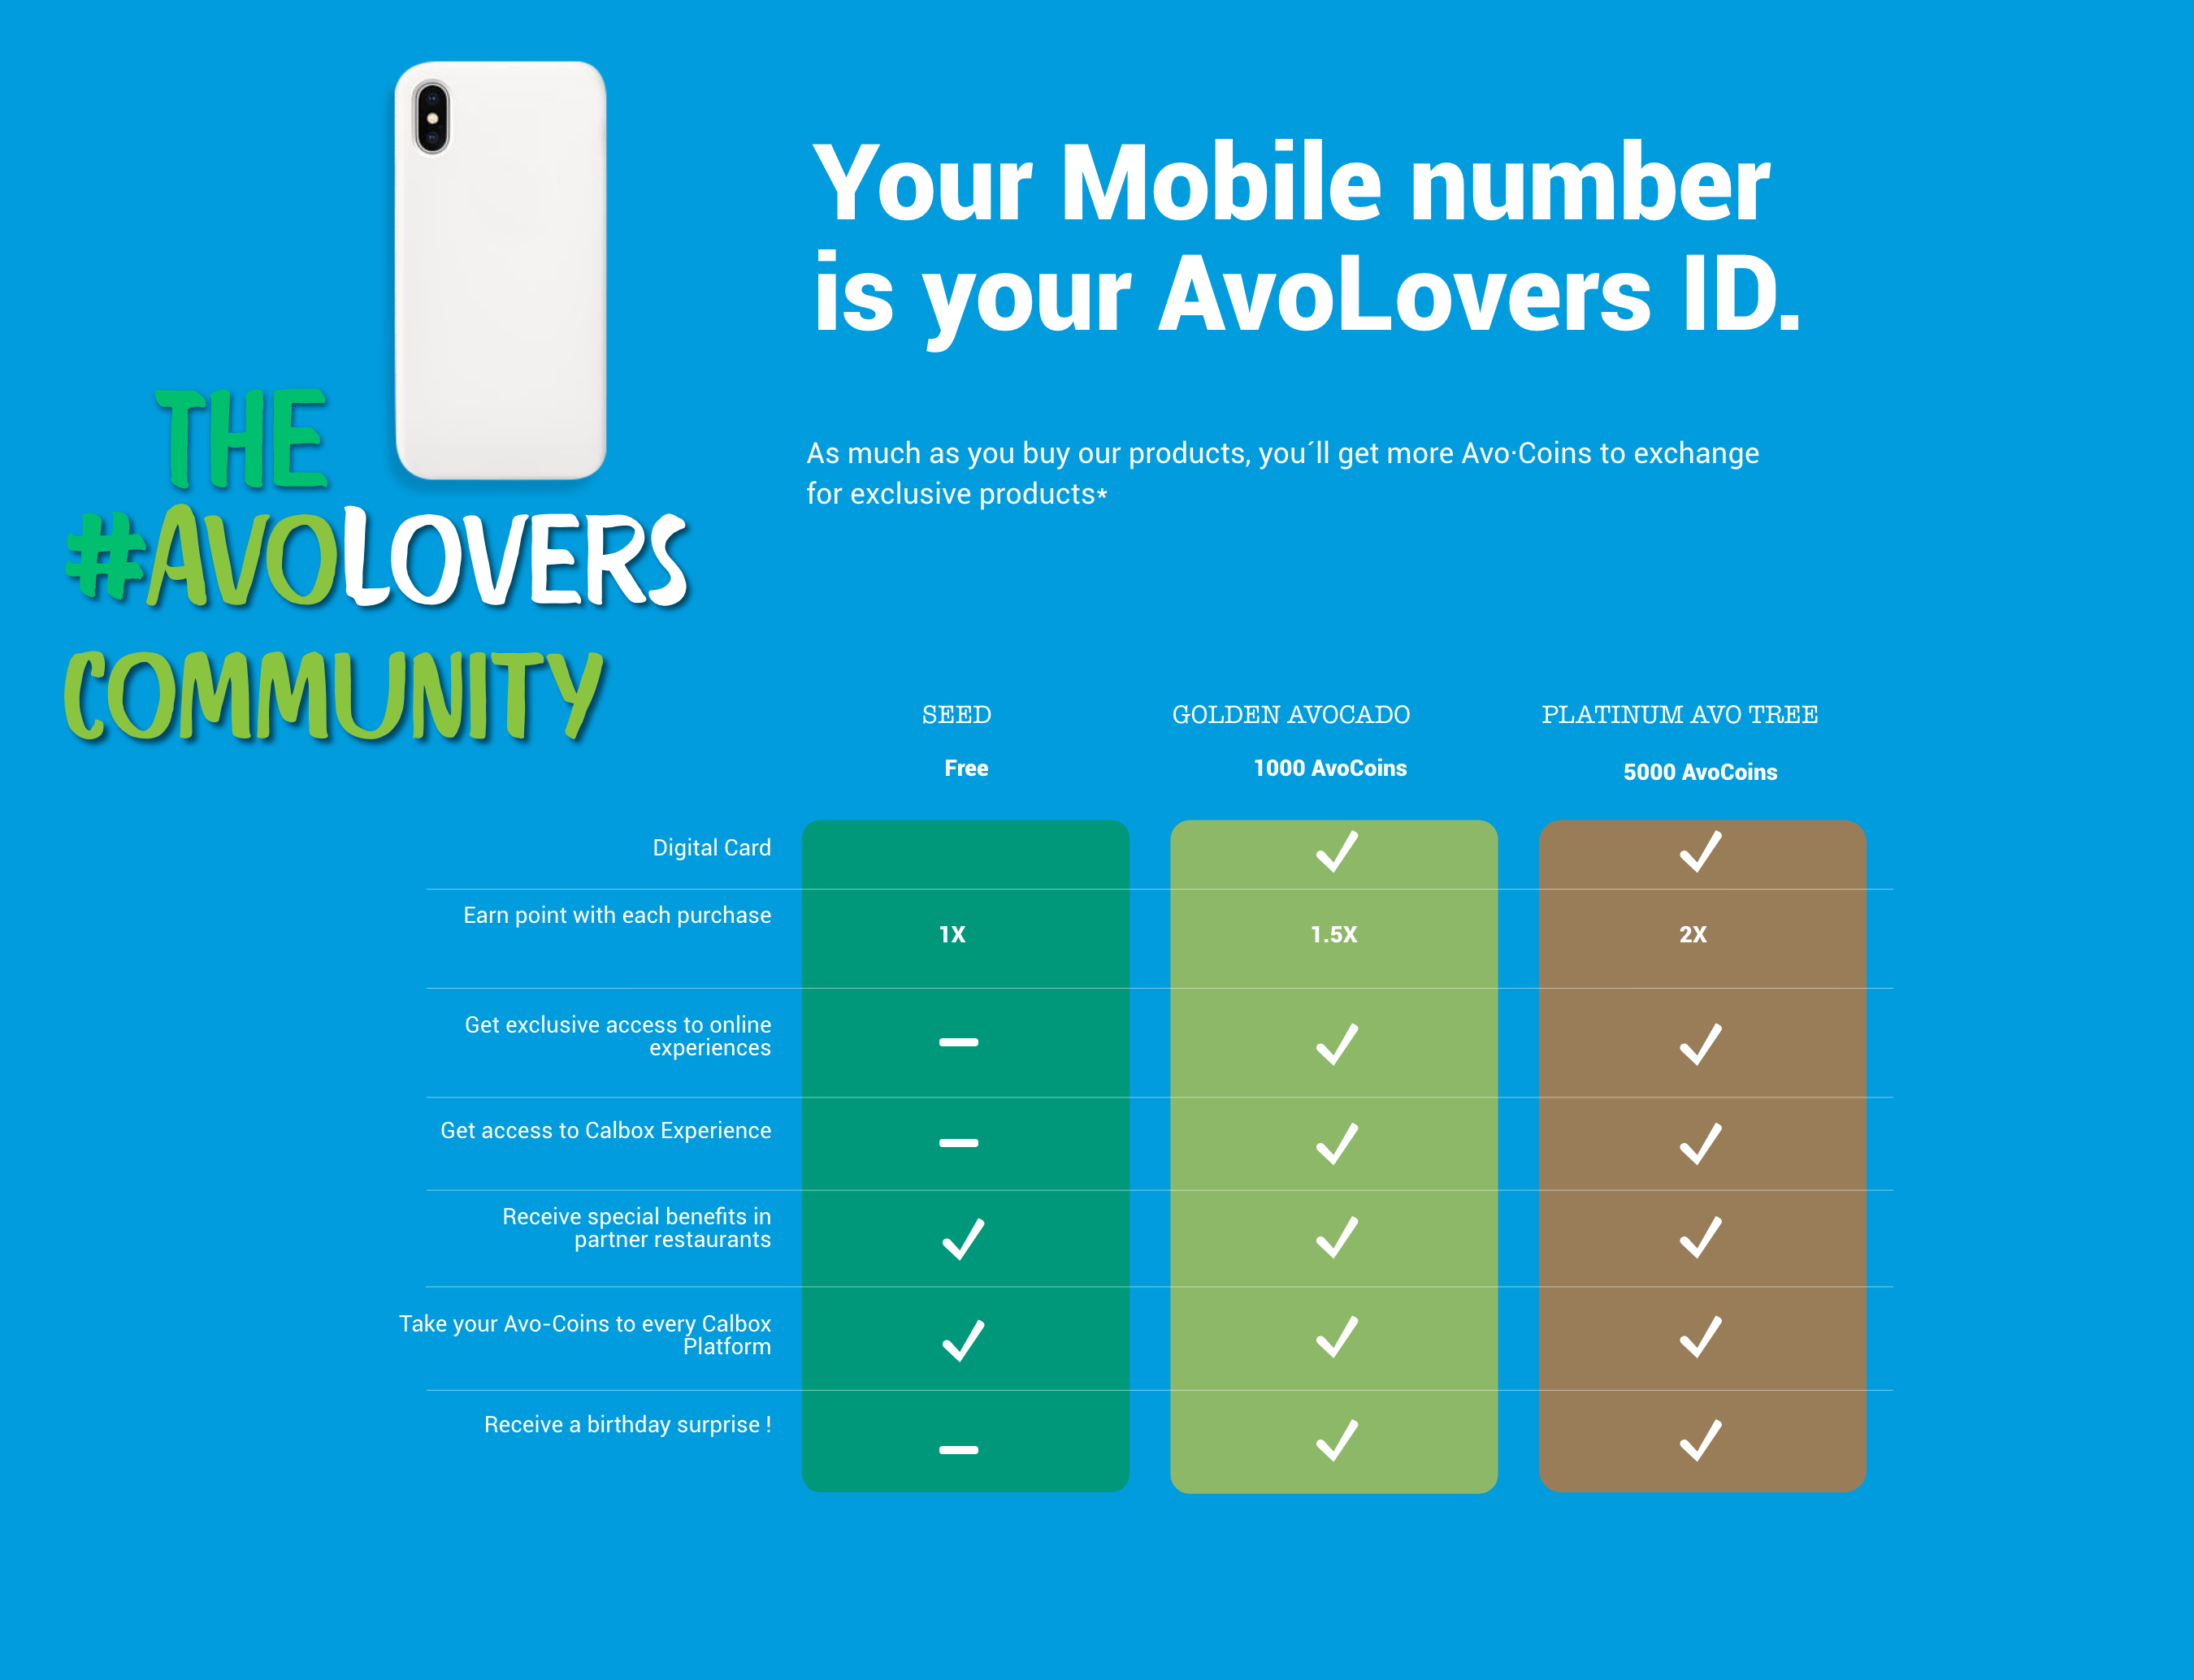 THE
#AVOLOVERS
COMMUNITY
Your Mobile number
is your AvoLovers ID.
As much as you buy our products, you´ll get more Avo·Coins to exchange
for exclusive products*
SEED GOLDEN AVOCADO PLATINUM AVO TREE
Free 1000 AvoCoins 5000 AvoCoins
Digital Card
Earn point with each purchase 1X 1.5X 2X
Get exclusive access to online
experiences
Get access to Calbox Experience
Receive special benefits in
partner restaurants
Take your Avo-Coins to every Calbox
Platform
Receive a birthday surprise !